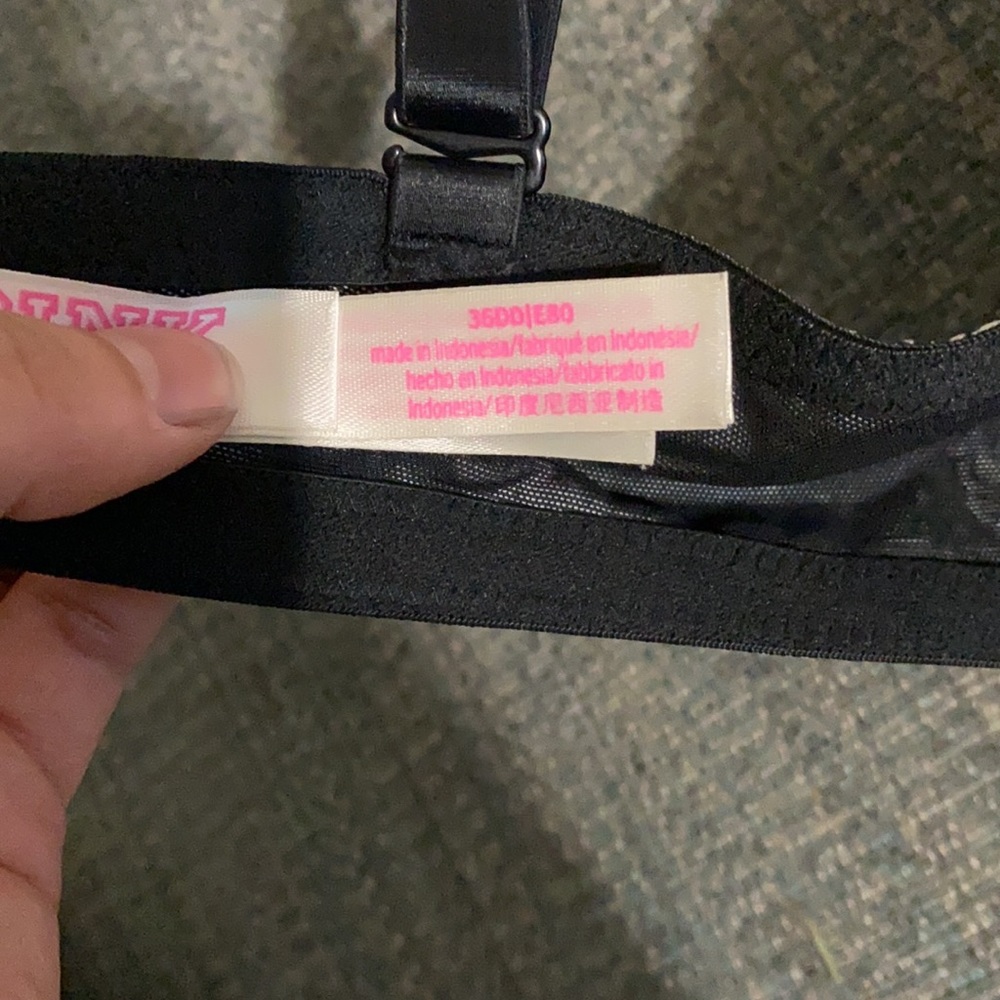 PINK
36DD|E80
made in Indonesia/fabriqué en Indonésie/
hecho en Indonesia/fabbricato in
Indonesia/印度尼西亚制造